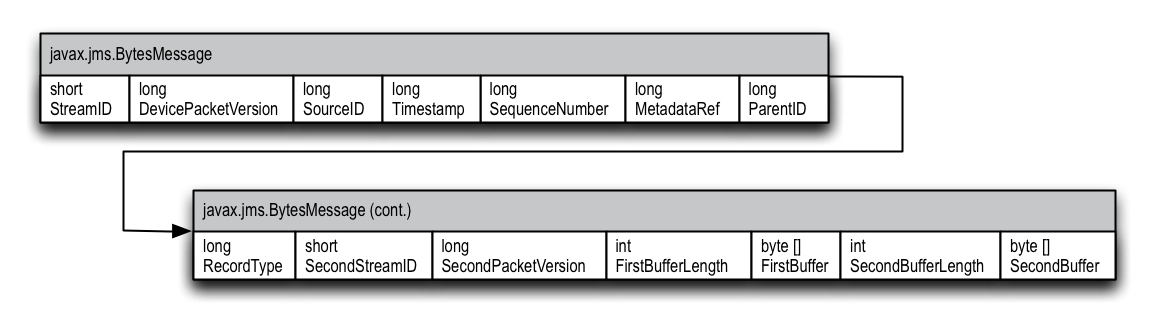 javax.jms.BytesMessage
short long long long long long long
StreamID DevicePacketVersion SourceID Timestamp SequenceNumber MetadataRef ParentID
javax.jms.BytesMessage (cont.)
long short long int byte [] int byte []
RecordType SecondStreamID SecondPacketVersion FirstBufferLength FirstBuffer SecondBufferLength SecondBuffer